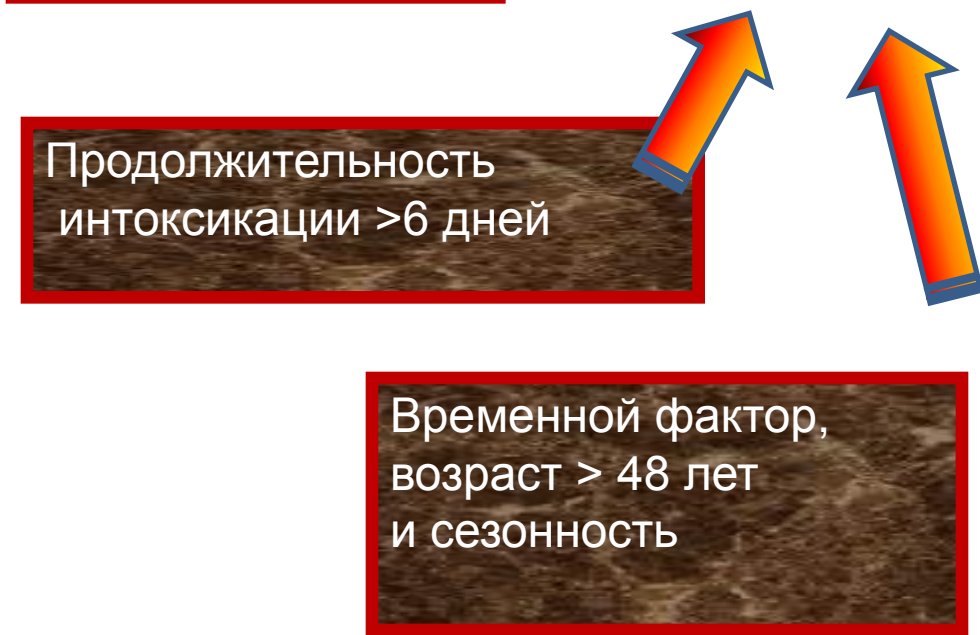 Продолжительность
интоксикации >6 дней
Временной фактор,
возраст > 48 лет
и сезонность